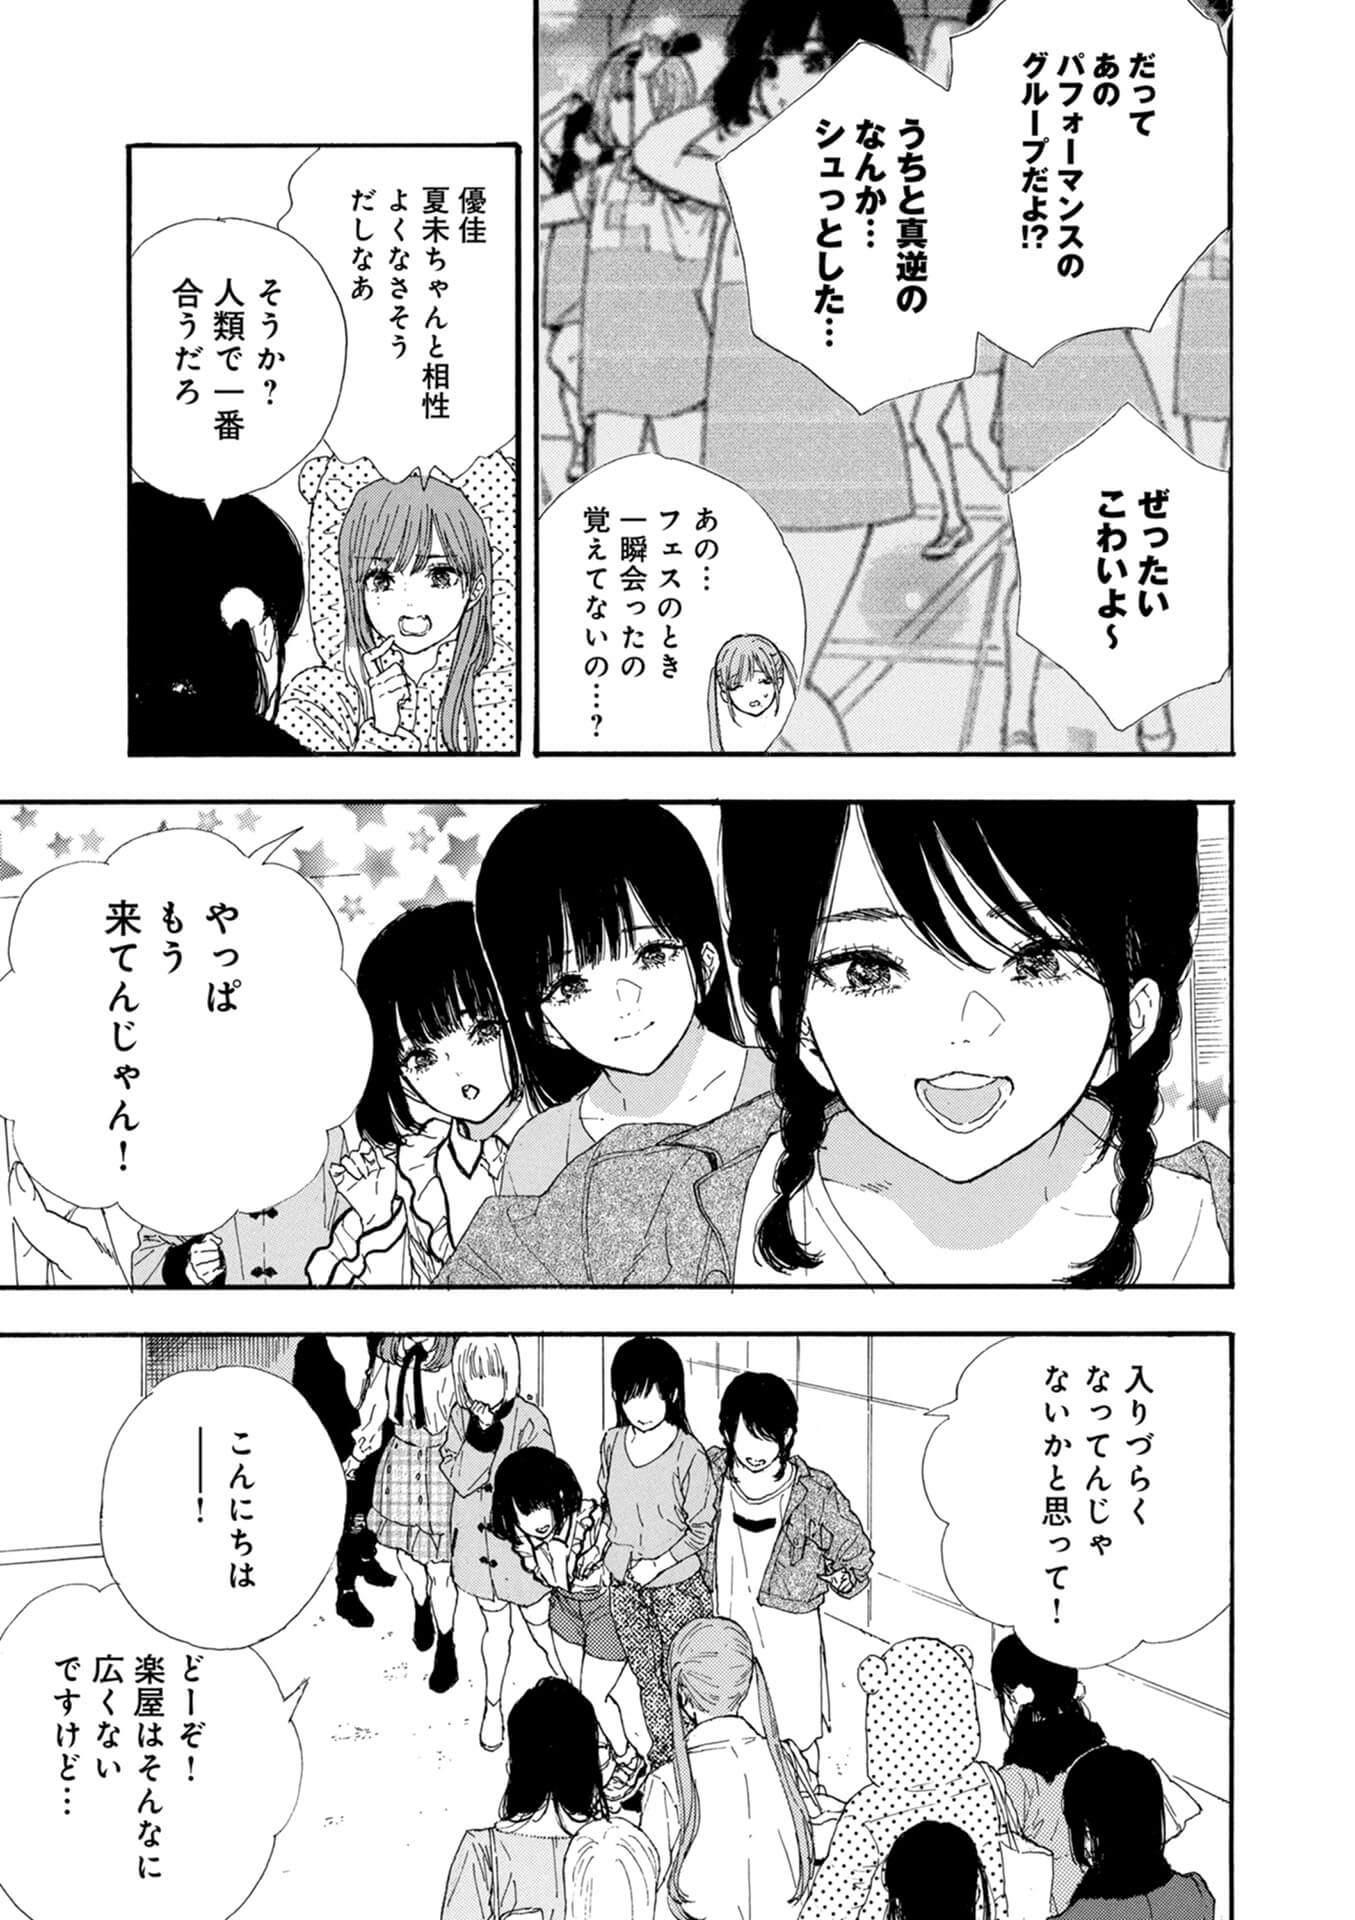 だって
あの
パフォーマンスの
グループだよ!?
うちと真逆の
なんか…
シュっとした…
ぜったい
こわいよ〜
あの…
フェスのとき
一瞬会ったの
覚えてないの…?
優佳
夏未ちゃんと相性
よくなさそう
だしなあ
そうか?
人類で一番
合うだろ
やっぱ
もう
来てんじゃん!
入りづらく
なってんじゃ
ないかと思って!
こんにちは
――!
どーぞ!
楽屋はそんなに
広くない
ですけど…